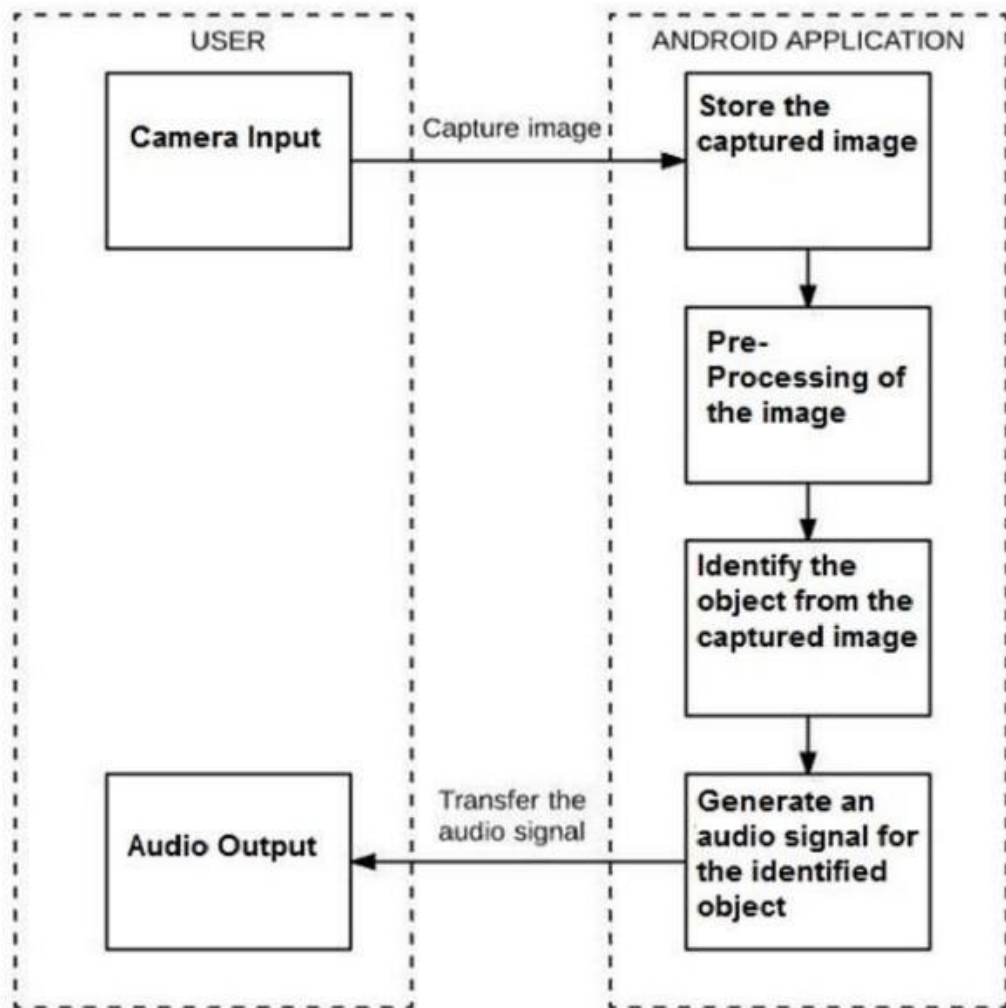 USER
ANDROID APPLICATION
Camera Input
Capture image
Store the
captured image
Pre-
Processing of
the image
Identify the
object from the
captured image
Audio Output
Transfer the
audio signal
Generate an
audio signal for
the identified
object